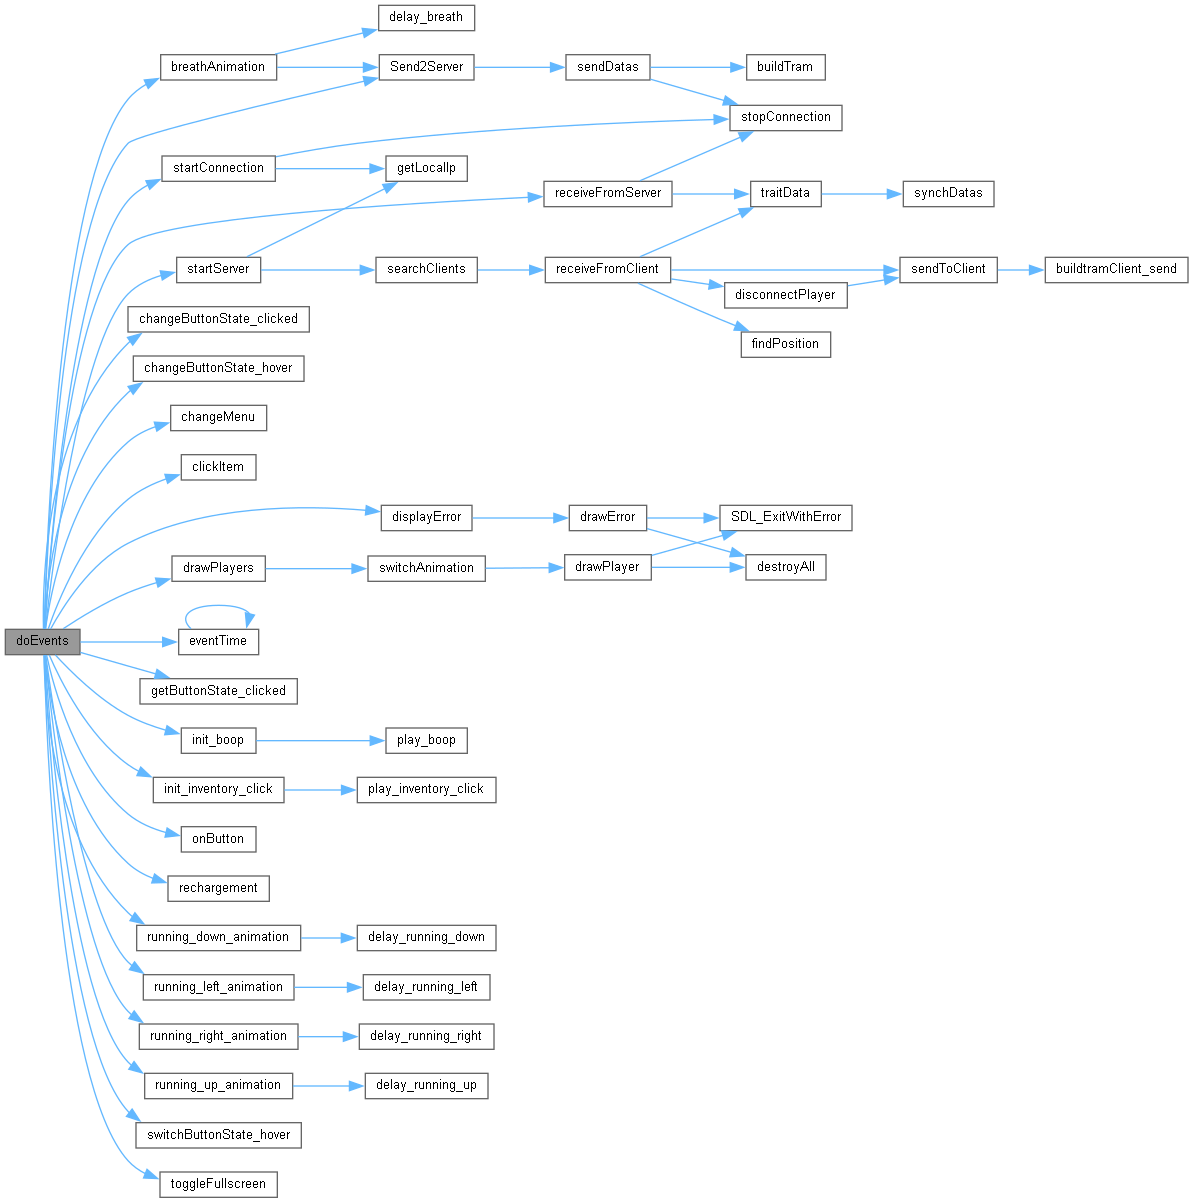 delay_breath
breathAnimation
Send2Server
sendDatas
buildTram
stopConnection
startConnection
getLocalIp
receiveFromServer
traitData
synchDatas
startServer
searchClients
receiveFromClient
sendToClient
buildtramClient_send
disconnectPlayer
changeButtonState_clicked
findPosition
changeButtonState_hover
changeMenu
clickItem
displayError
drawError
SDL_ExitWithError
drawPlayers
switchAnimation
drawPlayer
destroyAll
doEvents
eventTime
getButtonState_clicked
init_boop
play_boop
init_inventory_click
play_inventory_click
onButton
rechargement
running_down_animation
delay_running_down
running_left_animation
delay_running_left
running_right_animation
delay_running_right
running_up_animation
delay_running_up
switchButtonState_hover
toggleFullscreen